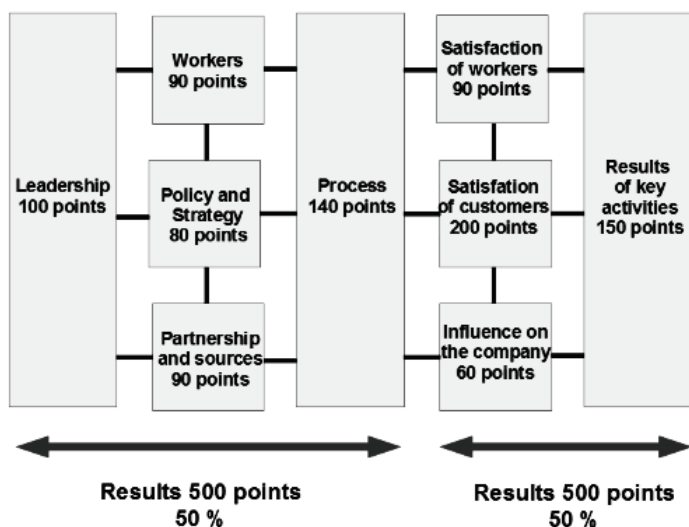 Leadership
100 points
Workers
90 points
Policy and
Strategy
80 points
Partnership
and sources
90 points
Process
140 points
Satisfaction
of workers
90 points
Satisfation
of customers
200 points
Influence on
the company
60 points
Results
of key
activities
150 points
Results 500 points
50 %
Results 500 points
50 %